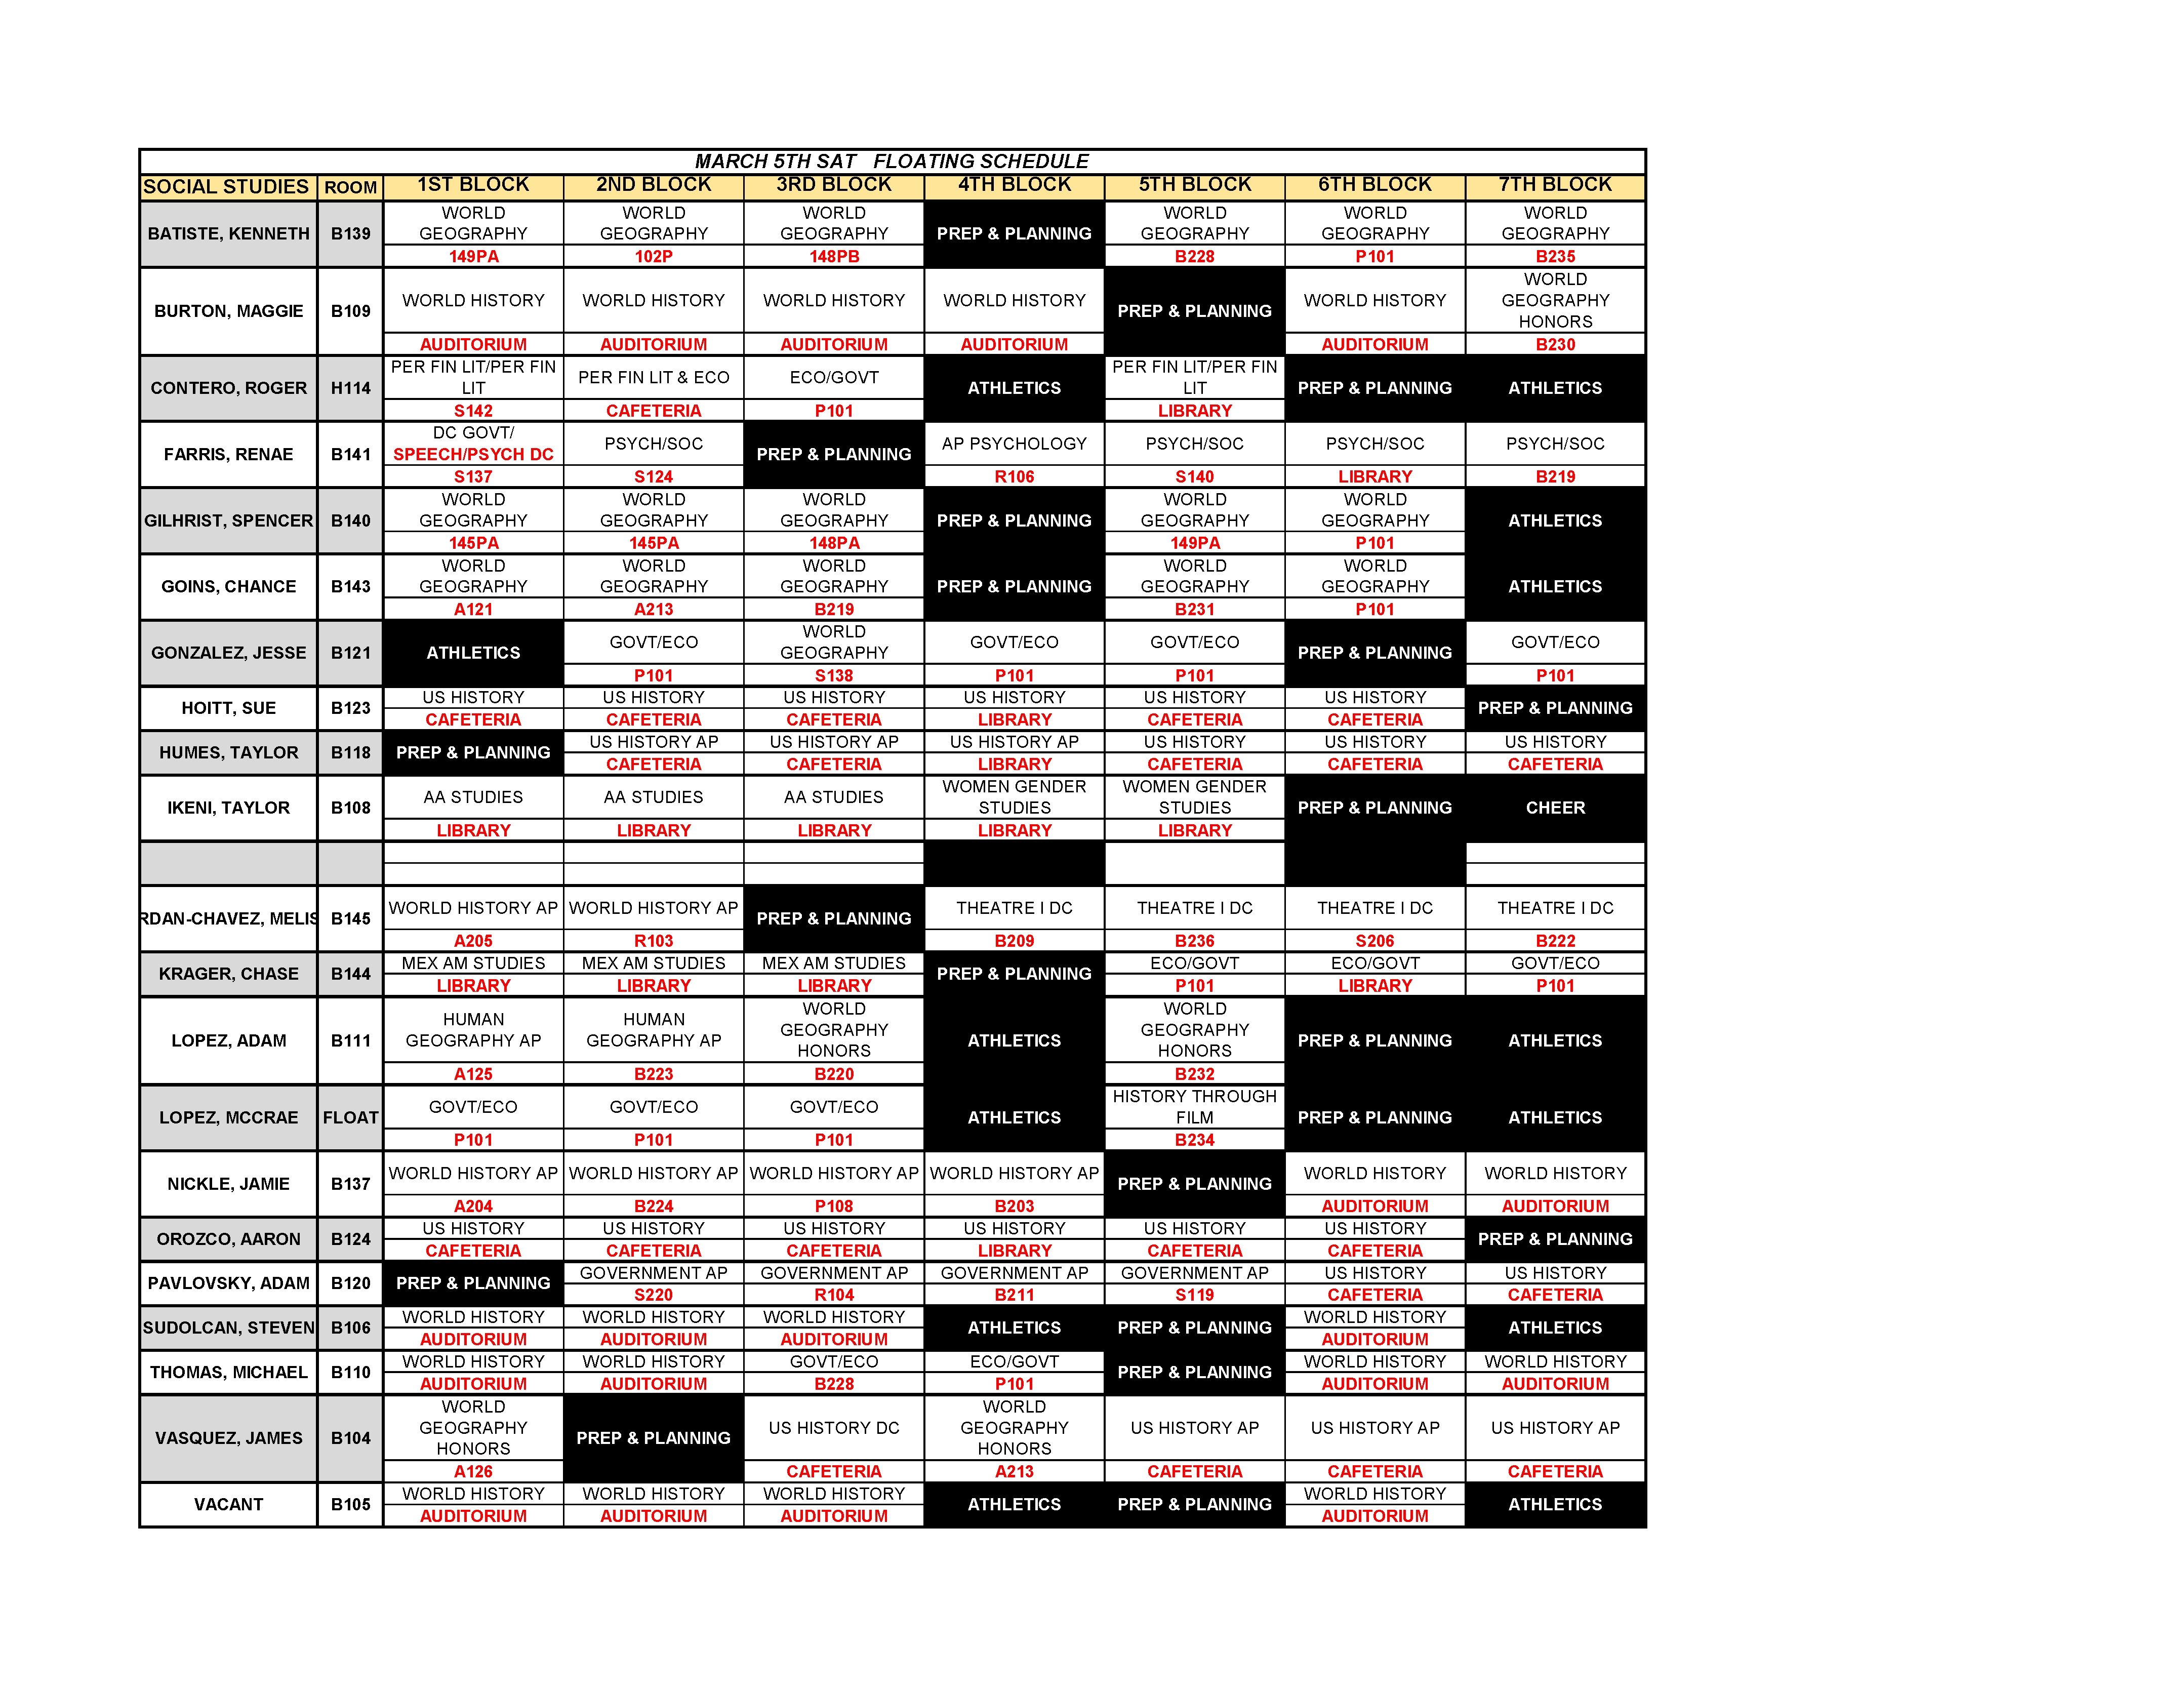 MARCH 5TH SAT   FLOATING SCHEDULE
SOCIAL STUDIES ROOM 1ST BLOCK 2ND BLOCK 3RD BLOCK 4TH BLOCK 5TH BLOCK 6TH BLOCK 7TH BLOCK
BATISTE, KENNETH B139 WORLD GEOGRAPHY WORLD GEOGRAPHY WORLD GEOGRAPHY PREP & PLANNING WORLD GEOGRAPHY WORLD GEOGRAPHY WORLD GEOGRAPHY
149PA 102P 148PB B228 P101 B235
BURTON, MAGGIE B109 WORLD HISTORY WORLD HISTORY WORLD HISTORY WORLD HISTORY PREP & PLANNING WORLD HISTORY WORLD GEOGRAPHY HONORS
AUDITORIUM AUDITORIUM AUDITORIUM AUDITORIUM AUDITORIUM B230
CONTERO, ROGER H114 PER FIN LIT/PER FIN LIT PER FIN LIT & ECO ECO/GOVT ATHLETICS PER FIN LIT/PER FIN LIT PREP & PLANNING ATHLETICS
S142 CAFETERIA P101 LIBRARY
FARRIS, RENAE B141 DC GOVT/ SPEECH/PSYCH DC PSYCH/SOC PREP & PLANNING AP PSYCHOLOGY PSYCH/SOC PSYCH/SOC PSYCH/SOC
S137 S124 R106 S140 LIBRARY B219
GILHRIST, SPENCER B140 WORLD GEOGRAPHY WORLD GEOGRAPHY WORLD GEOGRAPHY PREP & PLANNING WORLD GEOGRAPHY WORLD GEOGRAPHY ATHLETICS
145PA 145PA 148PA 149PA P101
GOINS, CHANCE B143 WORLD GEOGRAPHY WORLD GEOGRAPHY WORLD GEOGRAPHY PREP & PLANNING WORLD GEOGRAPHY WORLD GEOGRAPHY ATHLETICS
A121 A213 B219 B231 P101
GONZALEZ, JESSE B121 ATHLETICS GOVT/ECO WORLD GEOGRAPHY GOVT/ECO GOVT/ECO PREP & PLANNING GOVT/ECO
P101 S138 P101 P101 P101
HOITT, SUE B123 US HISTORY US HISTORY US HISTORY US HISTORY US HISTORY US HISTORY PREP & PLANNING
CAFETERIA CAFETERIA CAFETERIA LIBRARY CAFETERIA CAFETERIA
HUMES, TAYLOR B118 PREP & PLANNING US HISTORY AP US HISTORY AP US HISTORY AP US HISTORY US HISTORY US HISTORY
CAFETERIA CAFETERIA LIBRARY CAFETERIA CAFETERIA CAFETERIA
IKENI, TAYLOR B108 AA STUDIES AA STUDIES AA STUDIES WOMEN GENDER STUDIES WOMEN GENDER STUDIES PREP & PLANNING CHEER
LIBRARY LIBRARY LIBRARY LIBRARY LIBRARY
RDAN-CHAVEZ, MELIS B145 WORLD HISTORY AP WORLD HISTORY AP PREP & PLANNING THEATRE I DC THEATRE I DC THEATRE I DC THEATRE I DC
A205 R103 B209 B236 S206 B222
KRAGER, CHASE B144 MEX AM STUDIES MEX AM STUDIES MEX AM STUDIES PREP & PLANNING ECO/GOVT ECO/GOVT GOVT/ECO
LIBRARY LIBRARY LIBRARY P101 LIBRARY P101
LOPEZ, ADAM B111 HUMAN GEOGRAPHY AP HUMAN GEOGRAPHY AP WORLD GEOGRAPHY HONORS ATHLETICS WORLD GEOGRAPHY HONORS PREP & PLANNING ATHLETICS
A125 B223 B220 B232
LOPEZ, MCCRAE FLOAT GOVT/ECO GOVT/ECO GOVT/ECO ATHLETICS HISTORY THROUGH FILM PREP & PLANNING ATHLETICS
P101 P101 P101 B234
NICKLE, JAMIE B137 WORLD HISTORY AP WORLD HISTORY AP WORLD HISTORY AP WORLD HISTORY AP PREP & PLANNING WORLD HISTORY WORLD HISTORY
A204 B224 P108 B203 AUDITORIUM AUDITORIUM
OROZCO, AARON B124 US HISTORY US HISTORY US HISTORY US HISTORY US HISTORY US HISTORY PREP & PLANNING
CAFETERIA CAFETERIA CAFETERIA LIBRARY CAFETERIA CAFETERIA
PAVLOVSKY, ADAM B120 PREP & PLANNING GOVERNMENT AP GOVERNMENT AP GOVERNMENT AP GOVERNMENT AP US HISTORY US HISTORY
S220 R104 B211 S119 CAFETERIA CAFETERIA
SUDOLCAN, STEVEN B106 WORLD HISTORY WORLD HISTORY WORLD HISTORY ATHLETICS PREP & PLANNING WORLD HISTORY ATHLETICS
AUDITORIUM AUDITORIUM AUDITORIUM AUDITORIUM
THOMAS, MICHAEL B110 WORLD HISTORY WORLD HISTORY GOVT/ECO ECO/GOVT PREP & PLANNING WORLD HISTORY WORLD HISTORY
AUDITORIUM AUDITORIUM B228 P101 AUDITORIUM AUDITORIUM
VASQUEZ, JAMES B104 WORLD GEOGRAPHY HONORS PREP & PLANNING US HISTORY DC WORLD GEOGRAPHY HONORS US HISTORY AP US HISTORY AP US HISTORY AP
A126 CAFETERIA A213 CAFETERIA CAFETERIA CAFETERIA
VACANT B105 WORLD HISTORY WORLD HISTORY WORLD HISTORY ATHLETICS PREP & PLANNING WORLD HISTORY ATHLETICS
AUDITORIUM AUDITORIUM AUDITORIUM AUDITORIUM